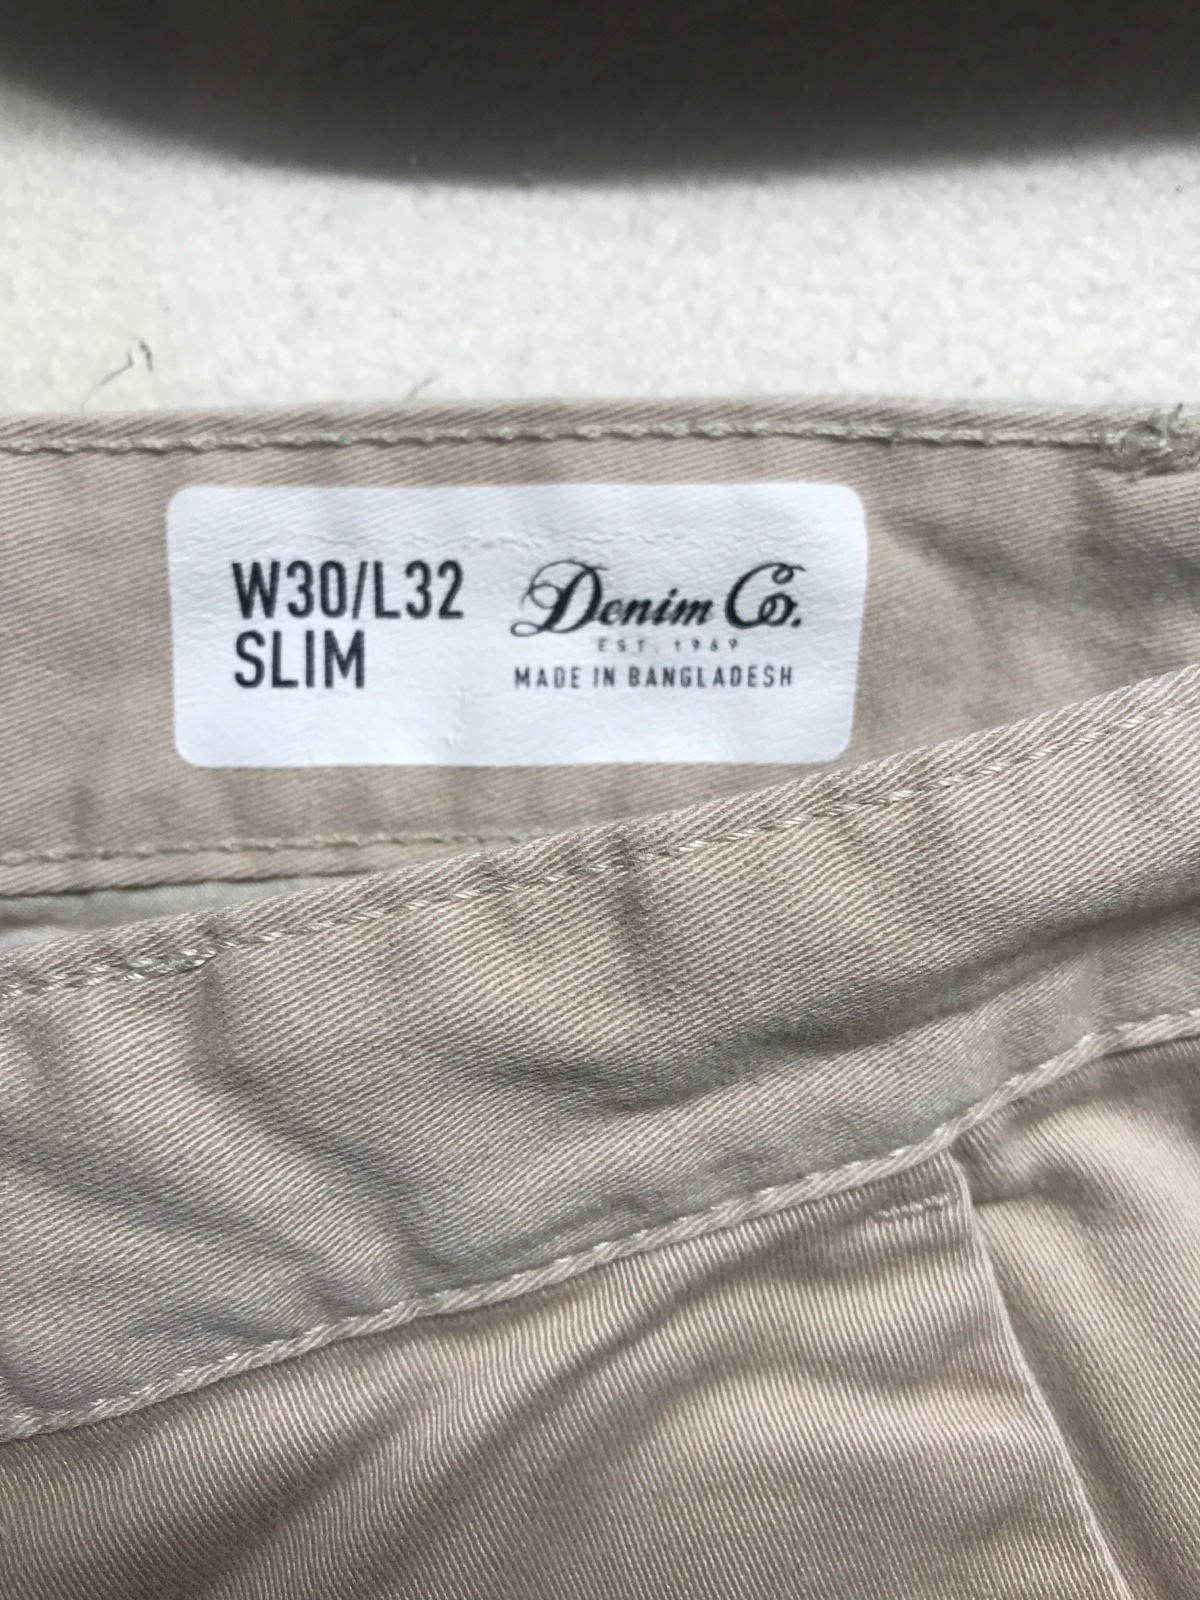 W30/L32
SLIM
Denim Co.
EST. 1969
MADE IN BANGLADESH